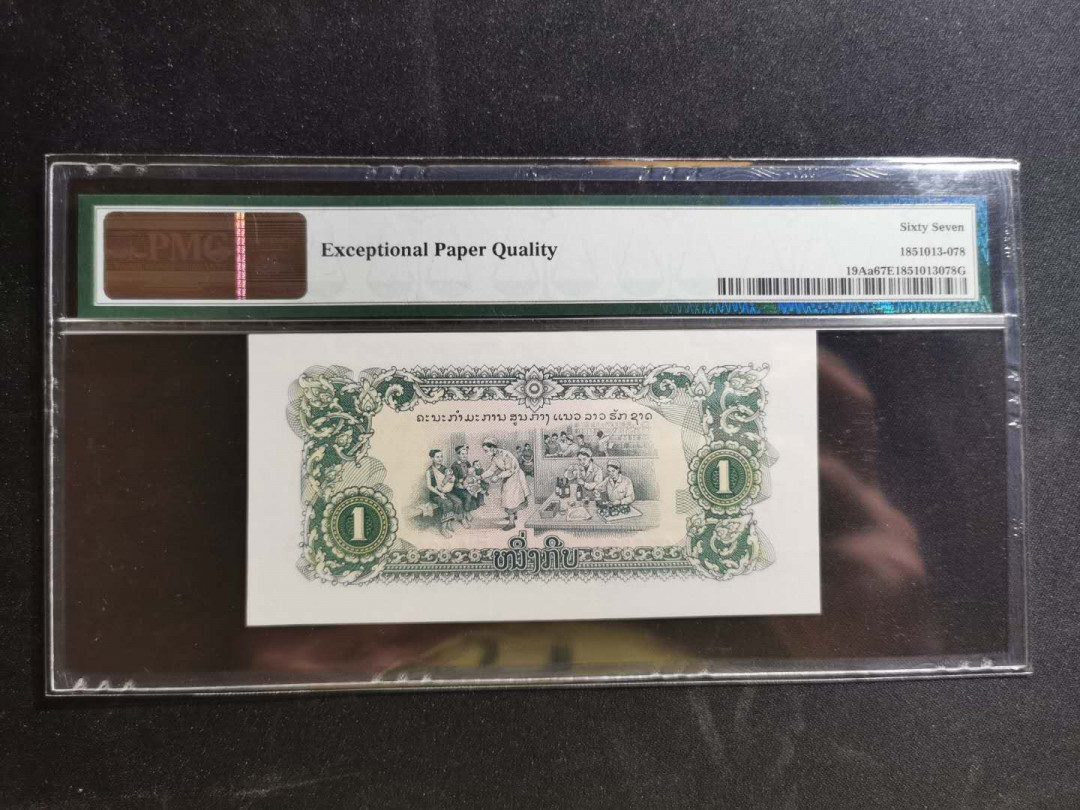 PMG
Exceptional Paper Quality
Sixty Seven
1851013-078
19Aa67E1851013078G
ຄະນະກຳມະການ ສູນກາງ ແນວ ລາວ ຮັກ ຊາດ
1
1
ໜຶ່ງກີບ